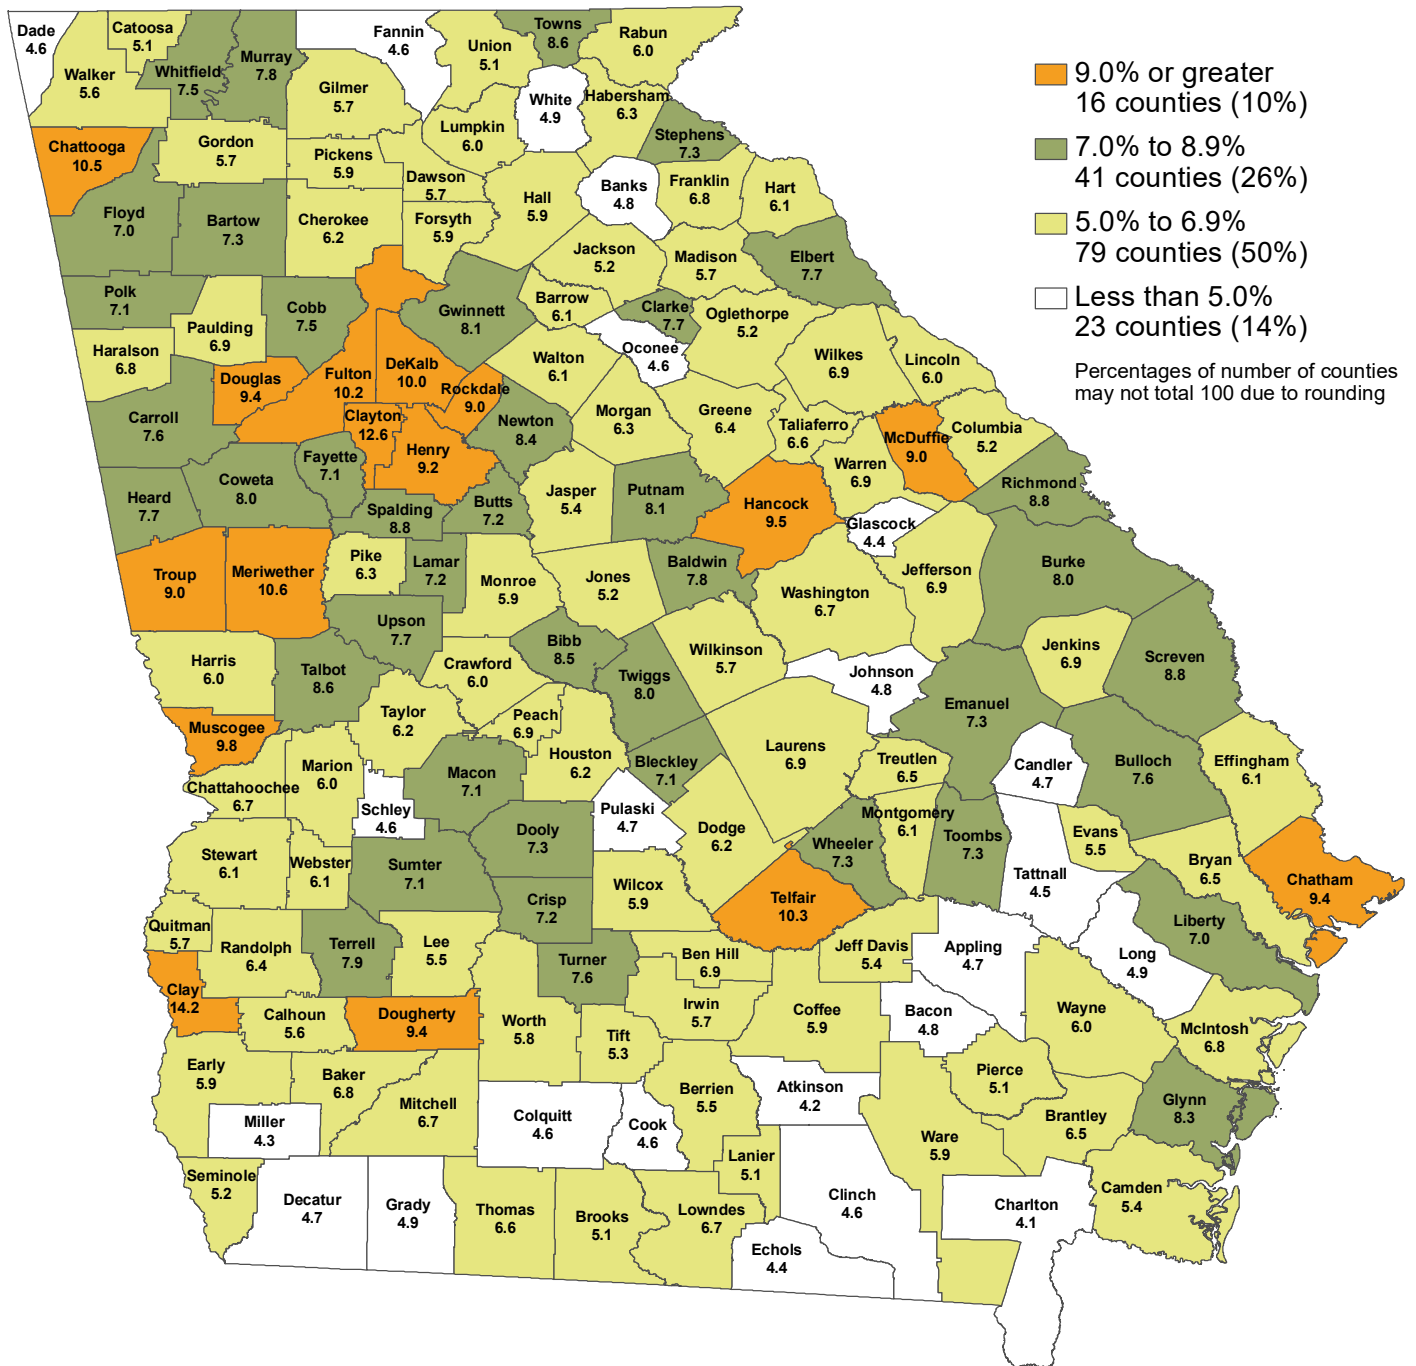 Dade
4.6
Catoosa
5.1
Walker
5.6
Whitfield
7.5
Murray
7.8
Fannin
4.6
Gilmer
5.7
Union
5.1
Towns
8.6
Rabun
6.0
White
4.9
Habersham
6.3
Lumpkin
6.0
Stephens
7.3
Chattooga
10.5
Gordon
5.7
Pickens
5.9
Dawson
5.7
Hall
5.9
Banks
4.8
Franklin
6.8
Hart
6.1
Floyd
7.0
Bartow
7.3
Cherokee
6.2
Forsyth
5.9
Jackson
5.2
Madison
5.7
Elbert
7.7
Polk
7.1
Paulding
6.9
Cobb
7.5
Gwinnett
8.1
Barrow
6.1
Clarke
7.7
Oglethorpe
5.2
Haralson
6.8
Douglas
9.4
Fulton
10.2
DeKalb
10.0
Rockdale
9.0
Walton
6.1
Oconee
4.6
Wilkes
6.9
Lincoln
6.0
Carroll
7.6
Clayton
12.6
Henry
9.2
Newton
8.4
Morgan
6.3
Greene
6.4
Taliaferro
6.6
McDuffie
9.0
Columbia
5.2
Warren
6.9
Heard
7.7
Coweta
8.0
Fayette
7.1
Spalding
8.8
Butts
7.2
Jasper
5.4
Putnam
8.1
Hancock
9.5
Glascock
4.4
Richmond
8.8
Troup
9.0
Meriwether
10.6
Pike
6.3
Lamar
7.2
Monroe
5.9
Jones
5.2
Baldwin
7.8
Washington
6.7
Jefferson
6.9
Burke
8.0
Upson
7.7
Harris
6.0
Talbot
8.6
Crawford
6.0
Bibb
8.5
Twiggs
8.0
Wilkinson
5.7
Johnson
4.8
Jenkins
6.9
Screven
8.8
Emanuel
7.3
Muscogee
9.8
Taylor
6.2
Peach
6.9
Houston
6.2
Bleckley
7.1
Laurens
6.9
Treutlen
6.5
Candler
4.7
Bulloch
7.6
Effingham
6.1
Chattahoochee
6.7
Marion
6.0
Schley
4.6
Macon
7.1
Pulaski
4.7
Dodge
6.2
Wheeler
7.3
Montgomery
6.1
Toombs
7.3
Evans
5.5
Tattnall
4.5
Bryan
6.5
Chatham
9.4
Stewart
6.1
Webster
6.1
Sumter
7.1
Dooly
7.3
Crisp
7.2
Wilcox
5.9
Telfair
10.3
Quitman
5.7
Randolph
6.4
Terrell
7.9
Lee
5.5
Turner
7.6
Ben Hill
6.9
Jeff Davis
5.4
Appling
4.7
Long
4.9
Liberty
7.0
Clay
14.2
Calhoun
5.6
Dougherty
9.4
Worth
5.8
Tift
5.3
Irwin
5.7
Coffee
5.9
Bacon
4.8
Wayne
6.0
McIntosh
6.8
Early
5.9
Baker
6.8
Miller
4.3
Mitchell
6.7
Colquitt
4.6
Cook
4.6
Berrien
5.5
Atkinson
4.2
Pierce
5.1
Brantley
6.5
Glynn
8.3
Ware
5.9
Seminole
5.2
Decatur
4.7
Grady
4.9
Thomas
6.6
Brooks
5.1
Lowndes
6.7
Lanier
5.1
Clinch
4.6
Echols
4.4
Charlton
4.1
Camden
5.4
9.0% or greater
16 counties (10%)
7.0% to 8.9%
41 counties (26%)
5.0% to 6.9%
79 counties (50%)
Less than 5.0%
23 counties (14%)
Percentages of number of counties
may not total 100 due to rounding